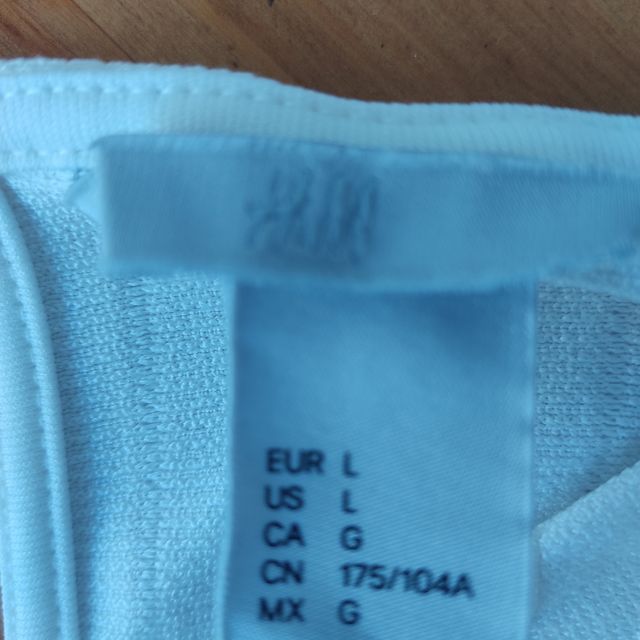 EUR L
US L
CA G
CN 175/104A
MX G